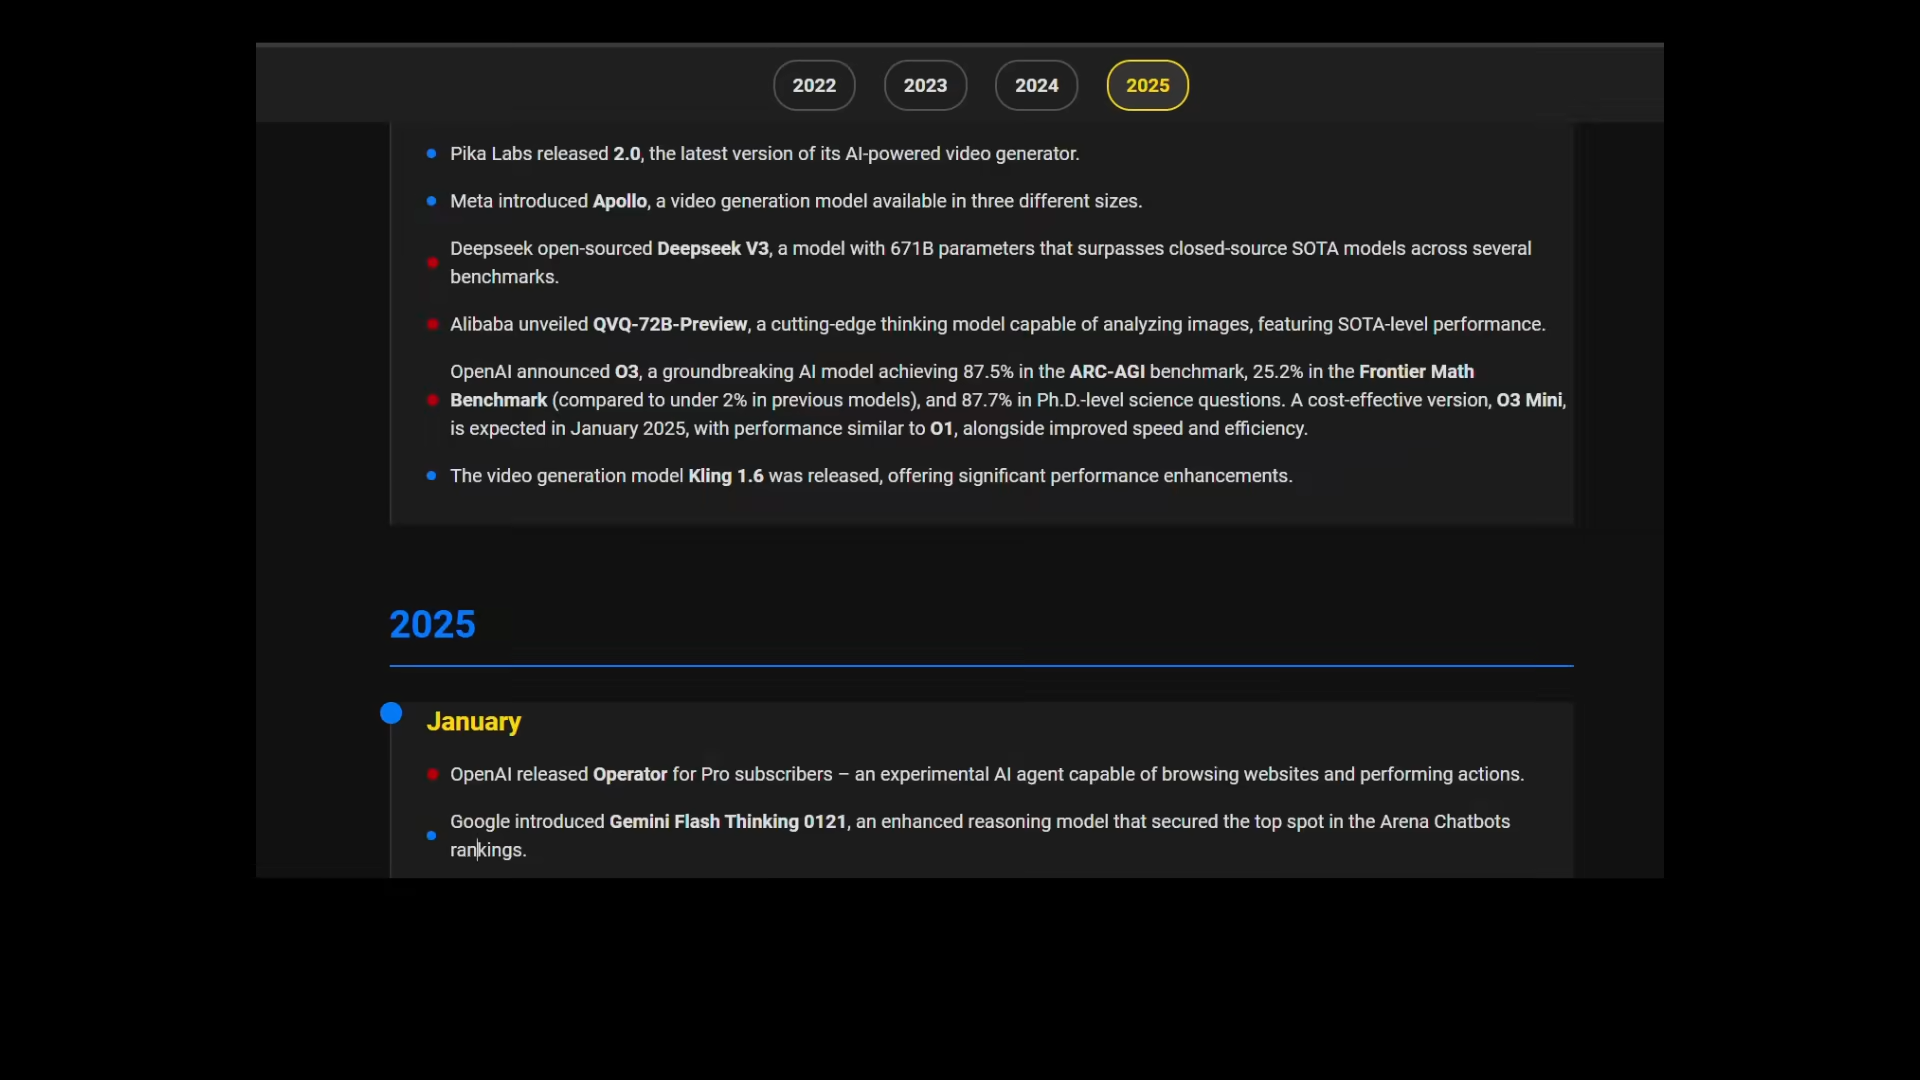 2022 2023 2024 2025
Pika Labs released 2.0, the latest version of its AI-powered video generator.
Meta introduced Apollo, a video generation model available in three different sizes.
Deepseek open-sourced Deepseek V3, a model with 671B parameters that surpasses closed-source SOTA models across several
benchmarks.
Alibaba unveiled QVQ-72B-Preview, a cutting-edge thinking model capable of analyzing images, featuring SOTA-level performance.
OpenAI announced O3, a groundbreaking AI model achieving 87.5% in the ARC-AGI benchmark, 25.2% in the Frontier Math
Benchmark (compared to under 2% in previous models), and 87.7% in Ph.D.-level science questions. A cost-effective version, O3 Mini,
is expected in January 2025, with performance similar to O1, alongside improved speed and efficiency.
The video generation model Kling 1.6 was released, offering significant performance enhancements.
2025
January
OpenAI released Operator for Pro subscribers – an experimental AI agent capable of browsing websites and performing actions.
Google introduced Gemini Flash Thinking 0121, an enhanced reasoning model that secured the top spot in the Arena Chatbots
rankings.